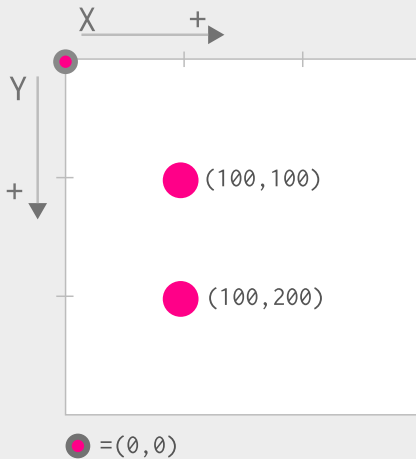 X +
Y
+
(100,100)
(100,200)
=(0,0)